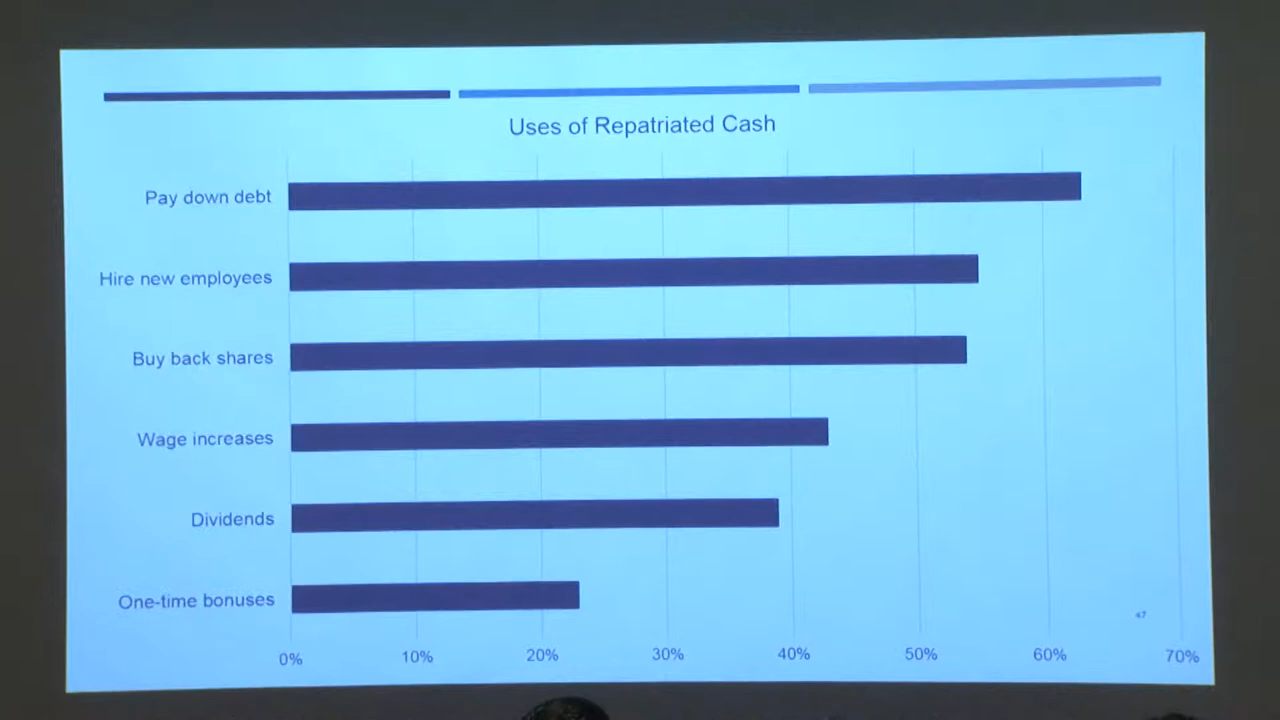 Uses of Repatriated Cash
Pay down debt
Hire new employees
Buy back shares
Wage increases
Dividends
One-time bonuses
47
0% 10% 20% 30% 40% 50% 60% 70%